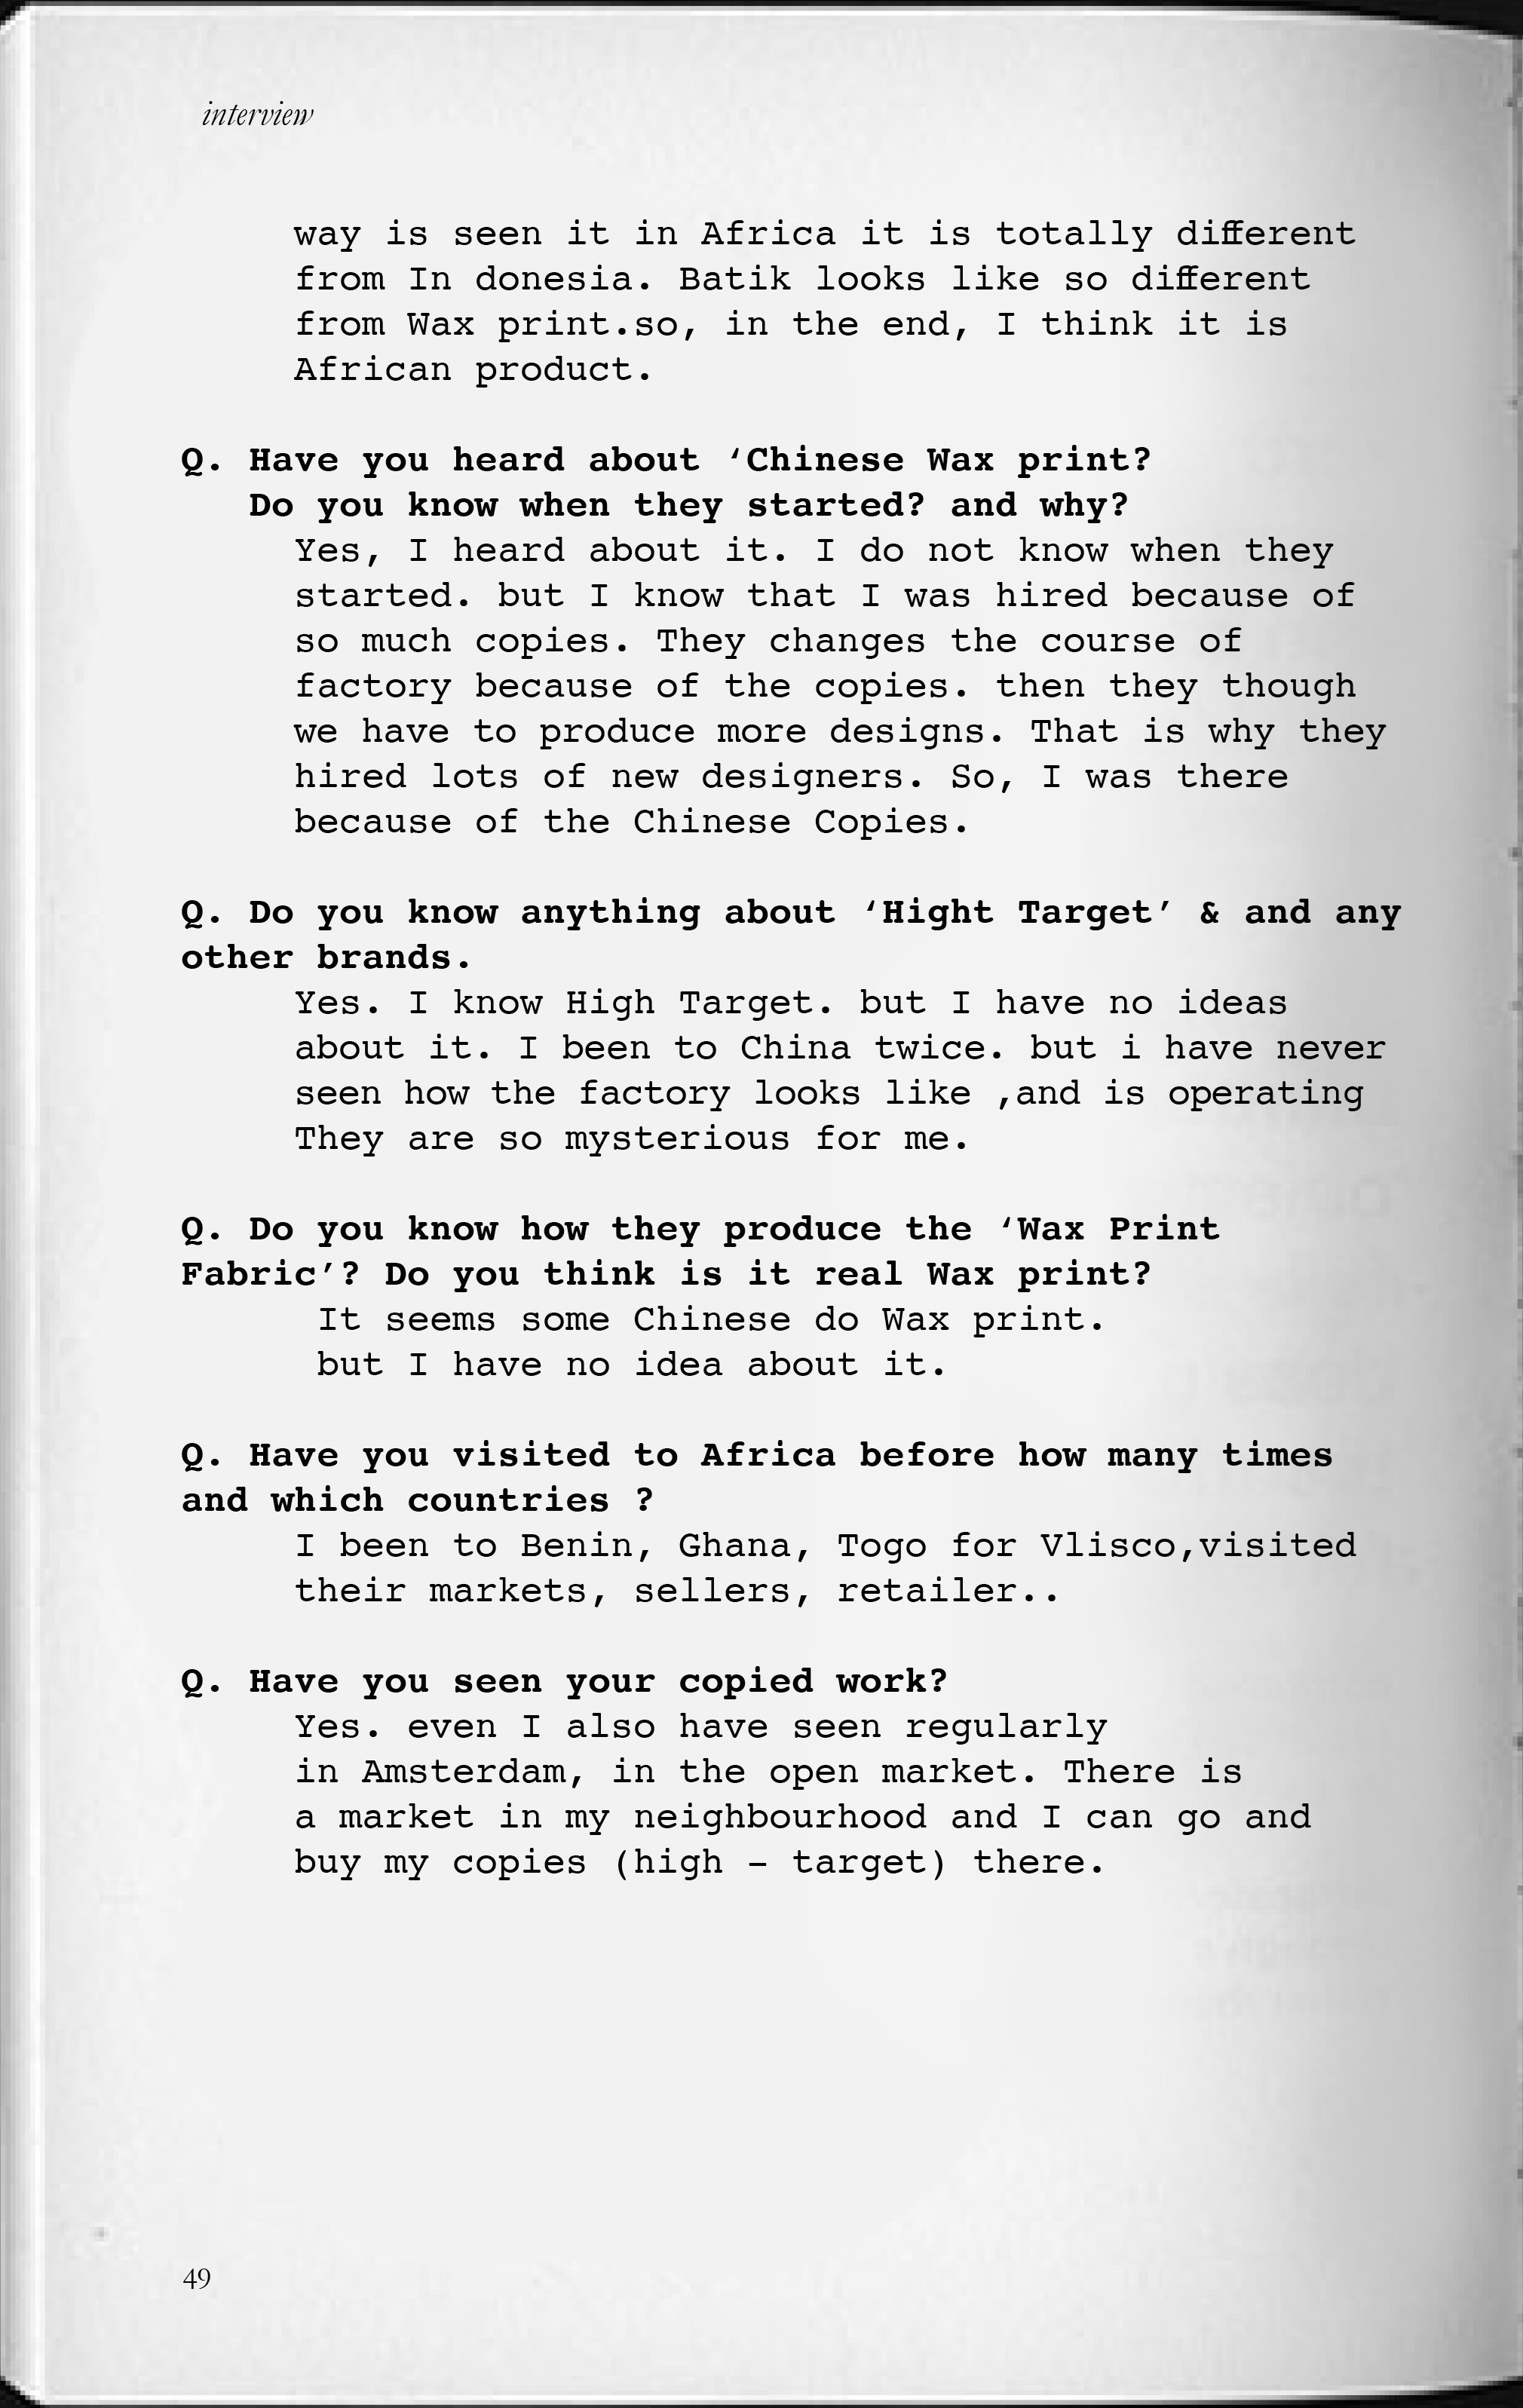 interview
way is seen it in Africa it is totally different
from In donesia. Batik looks like so different
from Wax print.so, in the end, I think it is
African product.
Q. Have you heard about ‘Chinese Wax print?
Do you know when they started? and why?
Yes, I heard about it. I do not know when they
started. but I know that I was hired because of
so much copies. They changes the course of
factory because of the copies. then they though
we have to produce more designs. That is why they
hired lots of new designers. So, I was there
because of the Chinese Copies.
Q. Do you know anything about ‘Hight Target’ & and any
other brands.
Yes. I know High Target. but I have no ideas
about it. I been to China twice. but i have never
seen how the factory looks like ,and is operating
They are so mysterious for me.
Q. Do you know how they produce the ‘Wax Print
Fabric’? Do you think is it real Wax print?
It seems some Chinese do Wax print.
but I have no idea about it.
Q. Have you visited to Africa before how many times
and which countries ?
I been to Benin, Ghana, Togo for Vlisco,visited
their markets, sellers, retailer..
Q. Have you seen your copied work?
Yes. even I also have seen regularly
in Amsterdam, in the open market. There is
a market in my neighbourhood and I can go and
buy my copies (high – target) there.
49